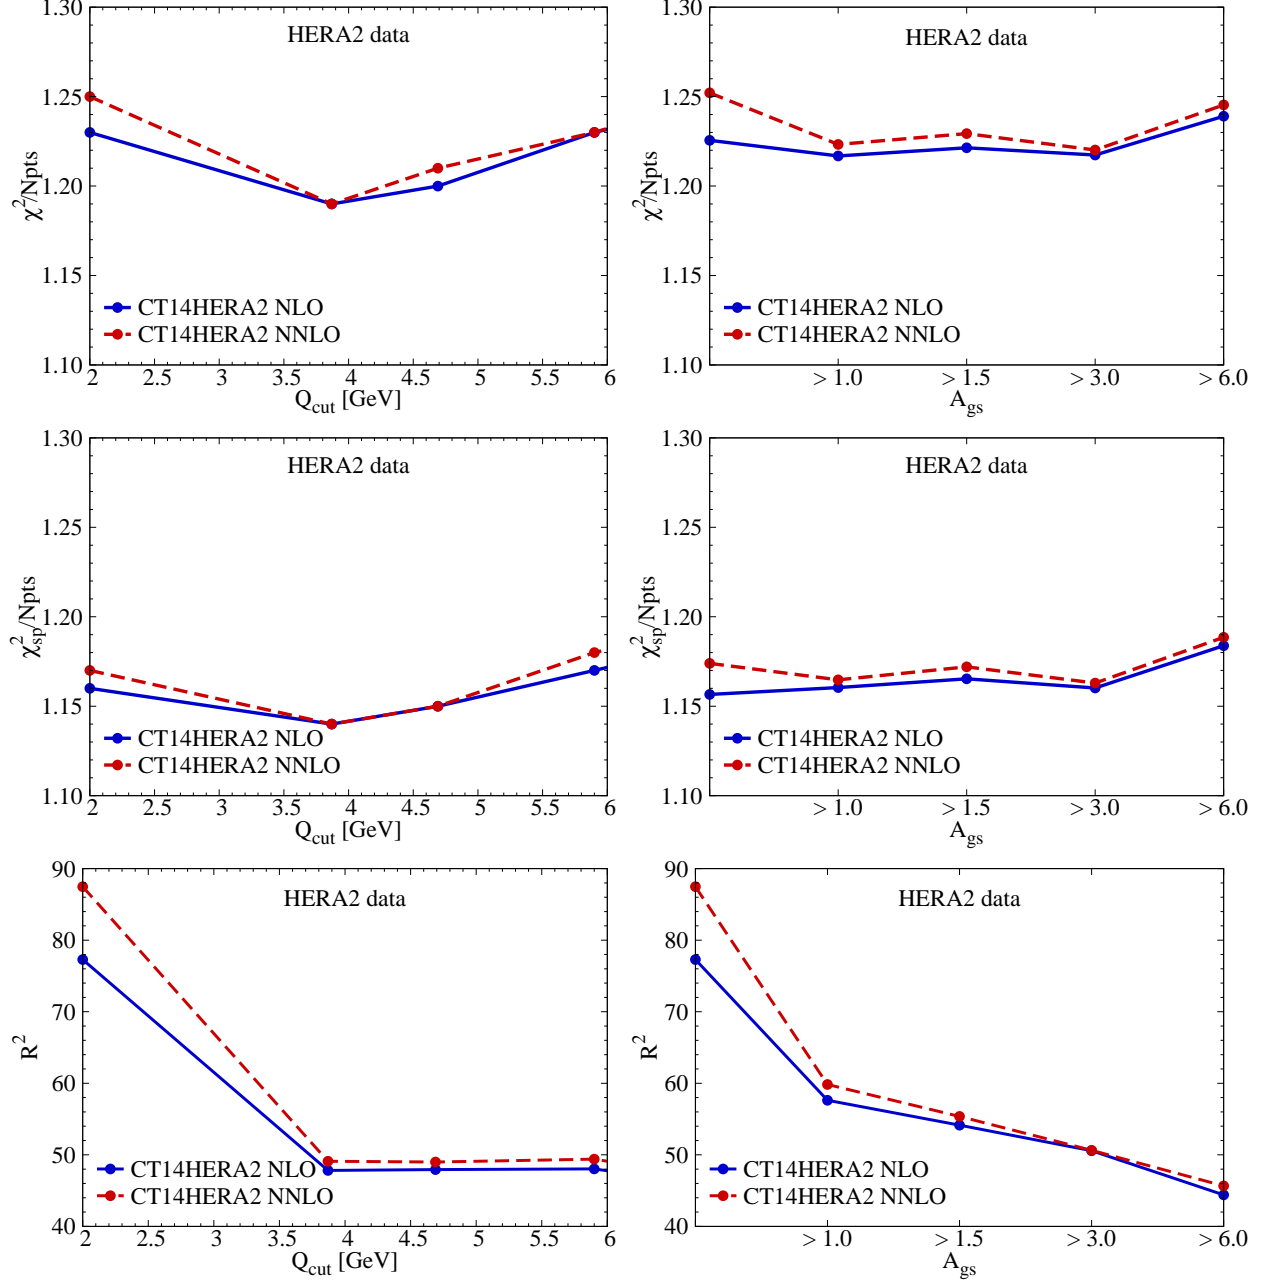 1.30
1.25
1.20
1.15
1.10
χ²/Npts
HERA2 data
CT14HERA2 NLO
CT14HERA2 NNLO
2 2.5 3 3.5 4 4.5 5 5.5 6
Q_cut [GeV]
1.30
1.25
1.20
1.15
1.10
χ²/Npts
HERA2 data
CT14HERA2 NLO
CT14HERA2 NNLO
> 1.0 > 1.5 > 3.0 > 6.0
A_gs
1.30
1.25
1.20
1.15
1.10
χ²_sp/Npts
HERA2 data
CT14HERA2 NLO
CT14HERA2 NNLO
2 2.5 3 3.5 4 4.5 5 5.5 6
Q_cut [GeV]
1.30
1.25
1.20
1.15
1.10
χ²_sp/Npts
HERA2 data
CT14HERA2 NLO
CT14HERA2 NNLO
> 1.0 > 1.5 > 3.0 > 6.0
A_gs
90
80
70
60
50
40
R²
HERA2 data
CT14HERA2 NLO
CT14HERA2 NNLO
2 2.5 3 3.5 4 4.5 5 5.5 6
Q_cut [GeV]
90
80
70
60
50
40
R²
HERA2 data
CT14HERA2 NLO
CT14HERA2 NNLO
> 1.0 > 1.5 > 3.0 > 6.0
A_gs